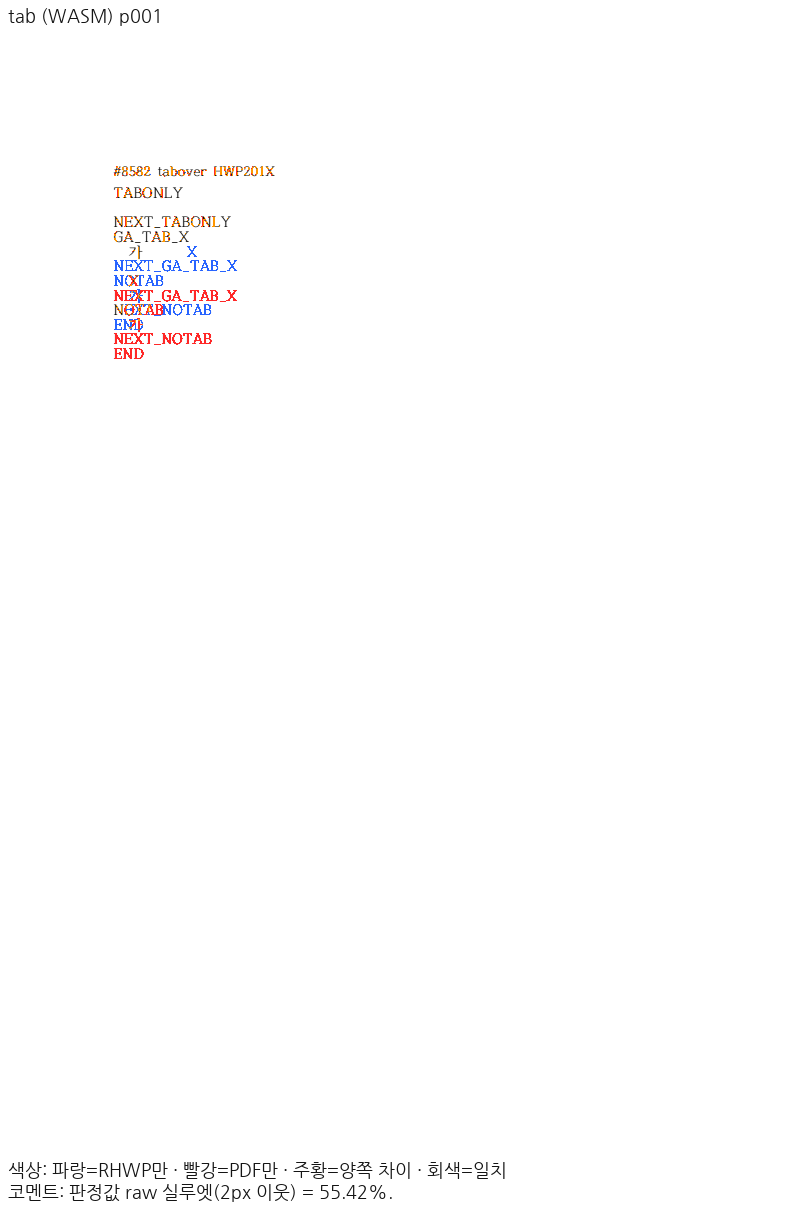 tab (WASM) p001
#8582 tabover HWP201X
TABONLY
NEXT_TABONLY
GA_TAB_X
가 X
NEXT_GA_TAB_X
NOTAB
NEXT_GA_TAB_X
NEXT_NOTAB
END
NEXT_NOTAB
END
색상: 파랑=RHWP만 · 빨강=PDF만 · 주황=양쪽 차이 · 회색=일치
코멘트: 판정값 raw 실루엣(2px 이웃) = 55.42%.